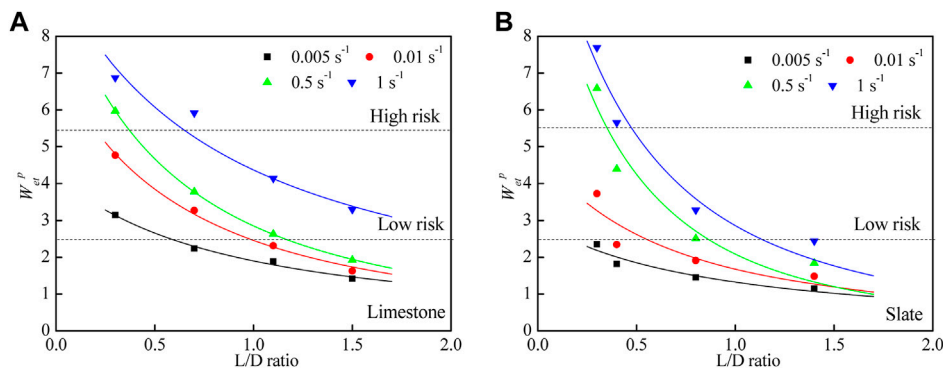 A
8
7
6
5
4
3
2
1
0
W_et^p
0.005 s⁻¹
0.01 s⁻¹
0.5 s⁻¹
1 s⁻¹
High risk
Low risk
Limestone
0.0
0.5
1.0
1.5
2.0
L/D ratio
B
8
7
6
5
4
3
2
1
0
W_et^p
0.005 s⁻¹
0.01 s⁻¹
0.5 s⁻¹
1 s⁻¹
High risk
Low risk
Slate
0.0
0.5
1.0
1.5
2.0
L/D ratio